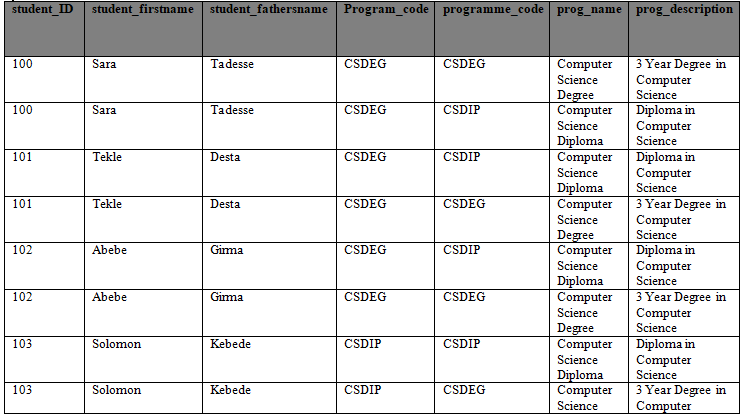 student_ID student_firstname student_fathersname Program_code programme_code prog_name prog_description
100 Sara Tadesse CSDEG CSDEG Computer 3 Year Degree in
Science Computer
Degree Science
100 Sara Tadesse CSDEG CSDIP Computer Diploma in
Science Computer
Diploma Science
101 Tekle Desta CSDEG CSDIP Computer Diploma in
Science Computer
Diploma Science
101 Tekle Desta CSDEG CSDEG Computer 3 Year Degree in
Science Computer
Degree Science
102 Abebe Girma CSDEG CSDIP Computer Diploma in
Science Computer
Diploma Science
102 Abebe Girma CSDEG CSDEG Computer 3 Year Degree in
Science Computer
Degree Science
103 Solomon Kebede CSDIP CSDIP Computer Diploma in
Science Computer
Diploma Science
103 Solomon Kebede CSDIP CSDEG Computer 3 Year Degree in
Science Computer